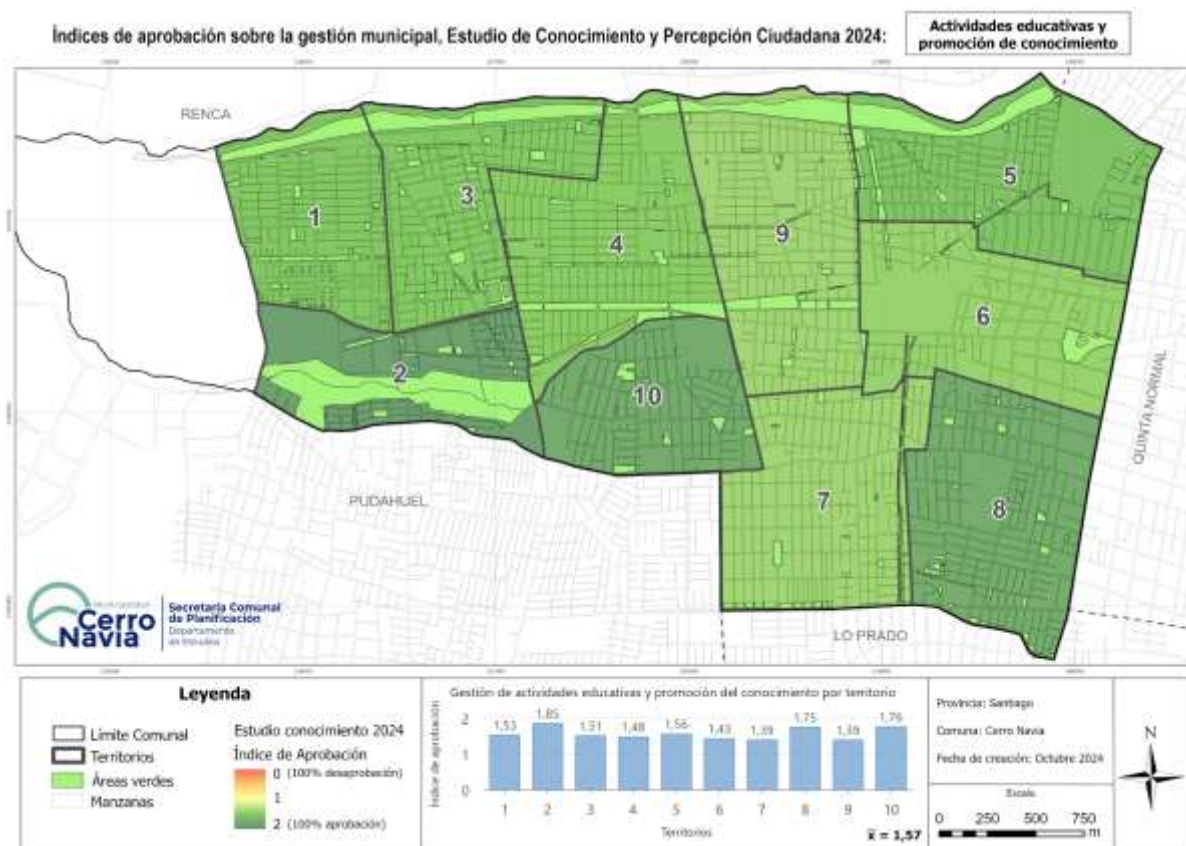 Índices de aprobación sobre la gestión municipal, Estudio de Conocimiento y Percepción Ciudadana 2024:
Actividades educativas y
promoción de conocimiento
RENCA
1
3
4
9
5
6
2
10
7
8
QUINTA NORMAL
PUDAHUEL
LO PRADO
Cerro
Navia
Secretaría Comunal
de Planificación
Departamento
de Estudios
Leyenda
Límite Comunal
Territorios
Áreas verdes
Manzanas
Estudio conocimiento 2024
Índice de Aprobación
0 (100% desaprobación)
1
2 (100% aprobación)
Gestión de actividades educativas y promoción del conocimiento por territorio
Índice de aprobación
2
1
0
1,53 1,85 1,51 1,48 1,56 1,43 1,39 1,75 1,39 1,76
1 2 3 4 5 6 7 8 9 10
Territorios
x̄ = 1,57
Provincia: Santiago
Comuna: Cerro Navia
Fecha de creación: Octubre 2024
Escala
0 250 500 750
m
N